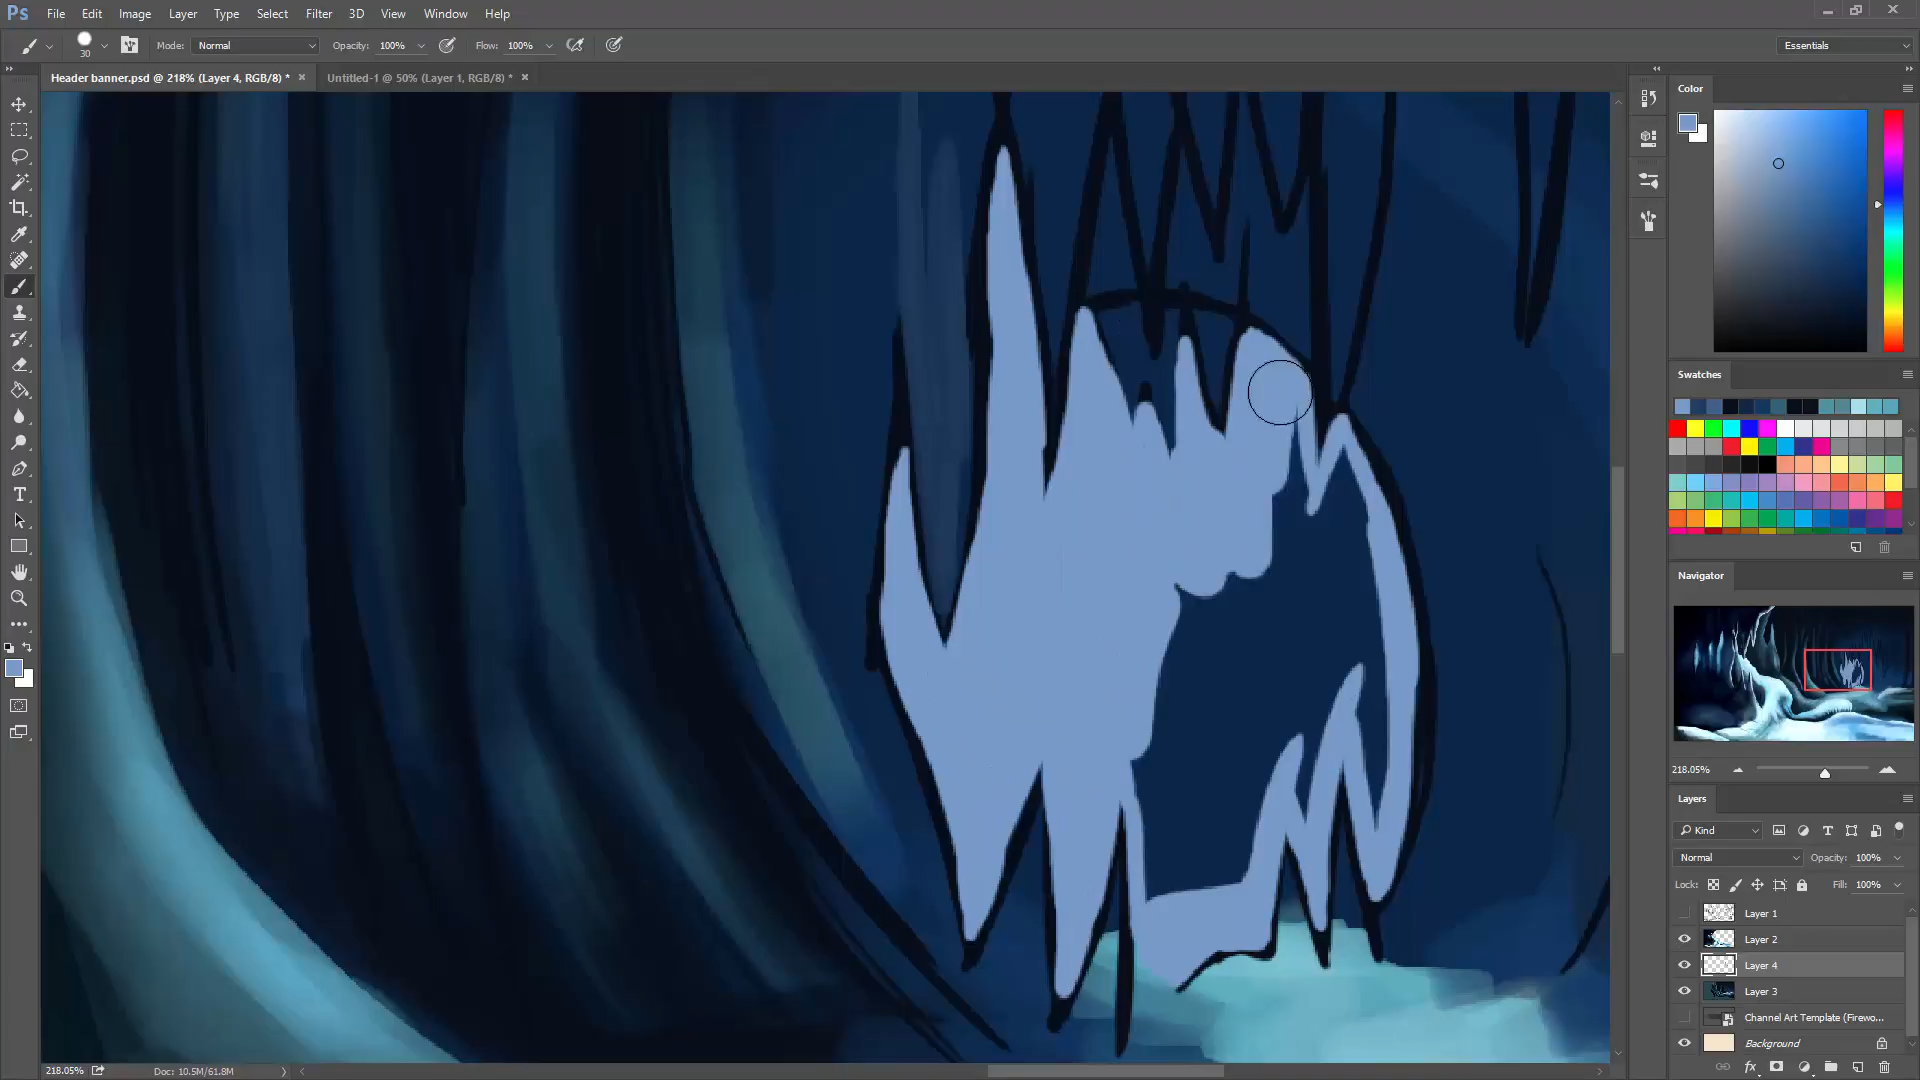 Ps File Edit Image Layer Type Select Filter 3D View Window Help
30 Mode: Normal Opacity: 100% Flow: 100% Essentials
Header banner.psd @ 218% (Layer 4, RGB/8) * Untitled-1 @ 50% (Layer 1, RGB/8) *
Color
Swatches
Navigator
218.05%
Layers
Kind
Normal Opacity: 100%
Lock: Fill: 100%
Layer 1
Layer 2
Layer 4
Layer 3
Channel Art Template (Firewo...
Background
218.05% Doc: 10.5M/61.8M
fx